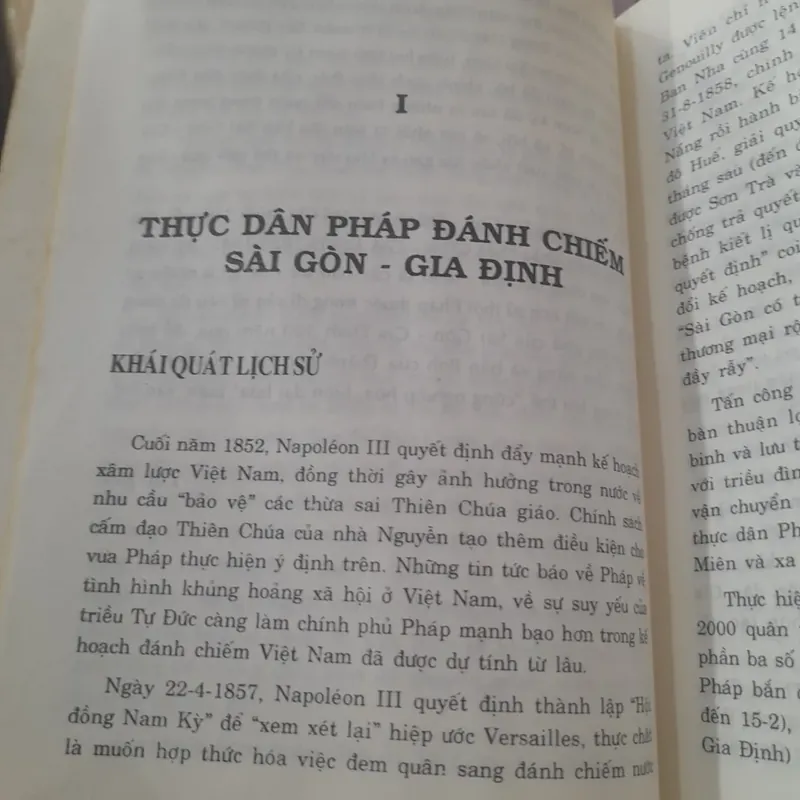 I
THỰC DÂN PHÁP ĐÁNH CHIẾM
SÀI GÒN - GIA ĐỊNH
KHÁI QUÁT LỊCH SỬ
Cuối năm 1852, Napoléon III quyết định đẩy mạnh kế hoạch
xâm lược Việt Nam, đồng thời gây ảnh hưởng trong nước về
nhu cầu “bảo vệ” các thừa sai Thiên Chúa giáo. Chính sách
cấm đạo Thiên Chúa của nhà Nguyễn tạo thêm điều kiện cho
vua Pháp thực hiện ý định trên. Những tin tức báo về Pháp về
tình hình khủng hoảng xã hội ở Việt Nam, về sự suy yếu của
triều Tự Đức càng làm chính phủ Pháp mạnh bạo hơn trong kế
hoạch đánh chiếm Việt Nam đã được dự tính từ lâu.
Ngày 22-4-1857, Napoléon III quyết định thành lập “Hội
đồng Nam Kỳ” để “xem xét lại” hiệp ước Versailles, thực chất
là muốn hợp thức hóa việc đem quân sang đánh chiếm nước
ta. Viên chỉ
Genouilly được lện
Ban Nha cùng 14
31-8-1858, chính
Việt Nam. Kế ho
Nẵng rồi hành bi
đô Huế, giải quy
tháng sau (đến
được Sơn Trà và
chống trả quyết
bệnh kiết lị qu
quyết định” coi
đổi kế hoạch,
“Sài Gòn có t
thương mại rộ
đầy rẫy”.
Tấn công
bàn thuận lợ
binh và lưu t
với triều đìn
vận chuyển
thực dân Ph
Miên và xa
Thực hiệ
2000 quân
phần ba số
Pháp bắn
đến 15-2),
Gia Định)